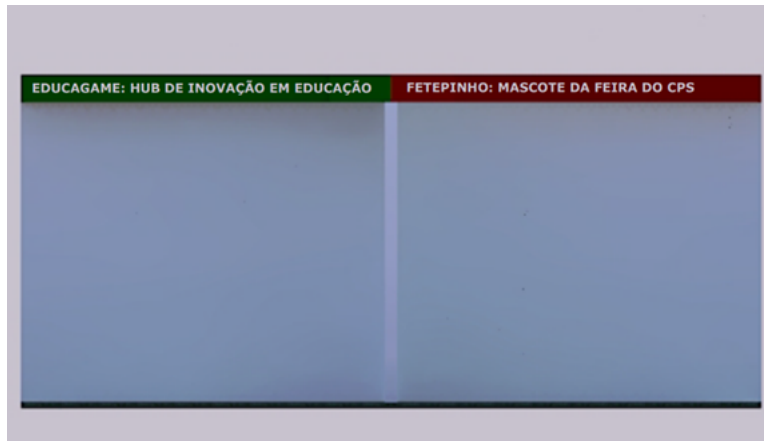 EDUCAGAME: HUB DE INOVAÇÃO EM EDUCAÇÃO
FETEPINHO: MASCOTE DA FEIRA DO CPS